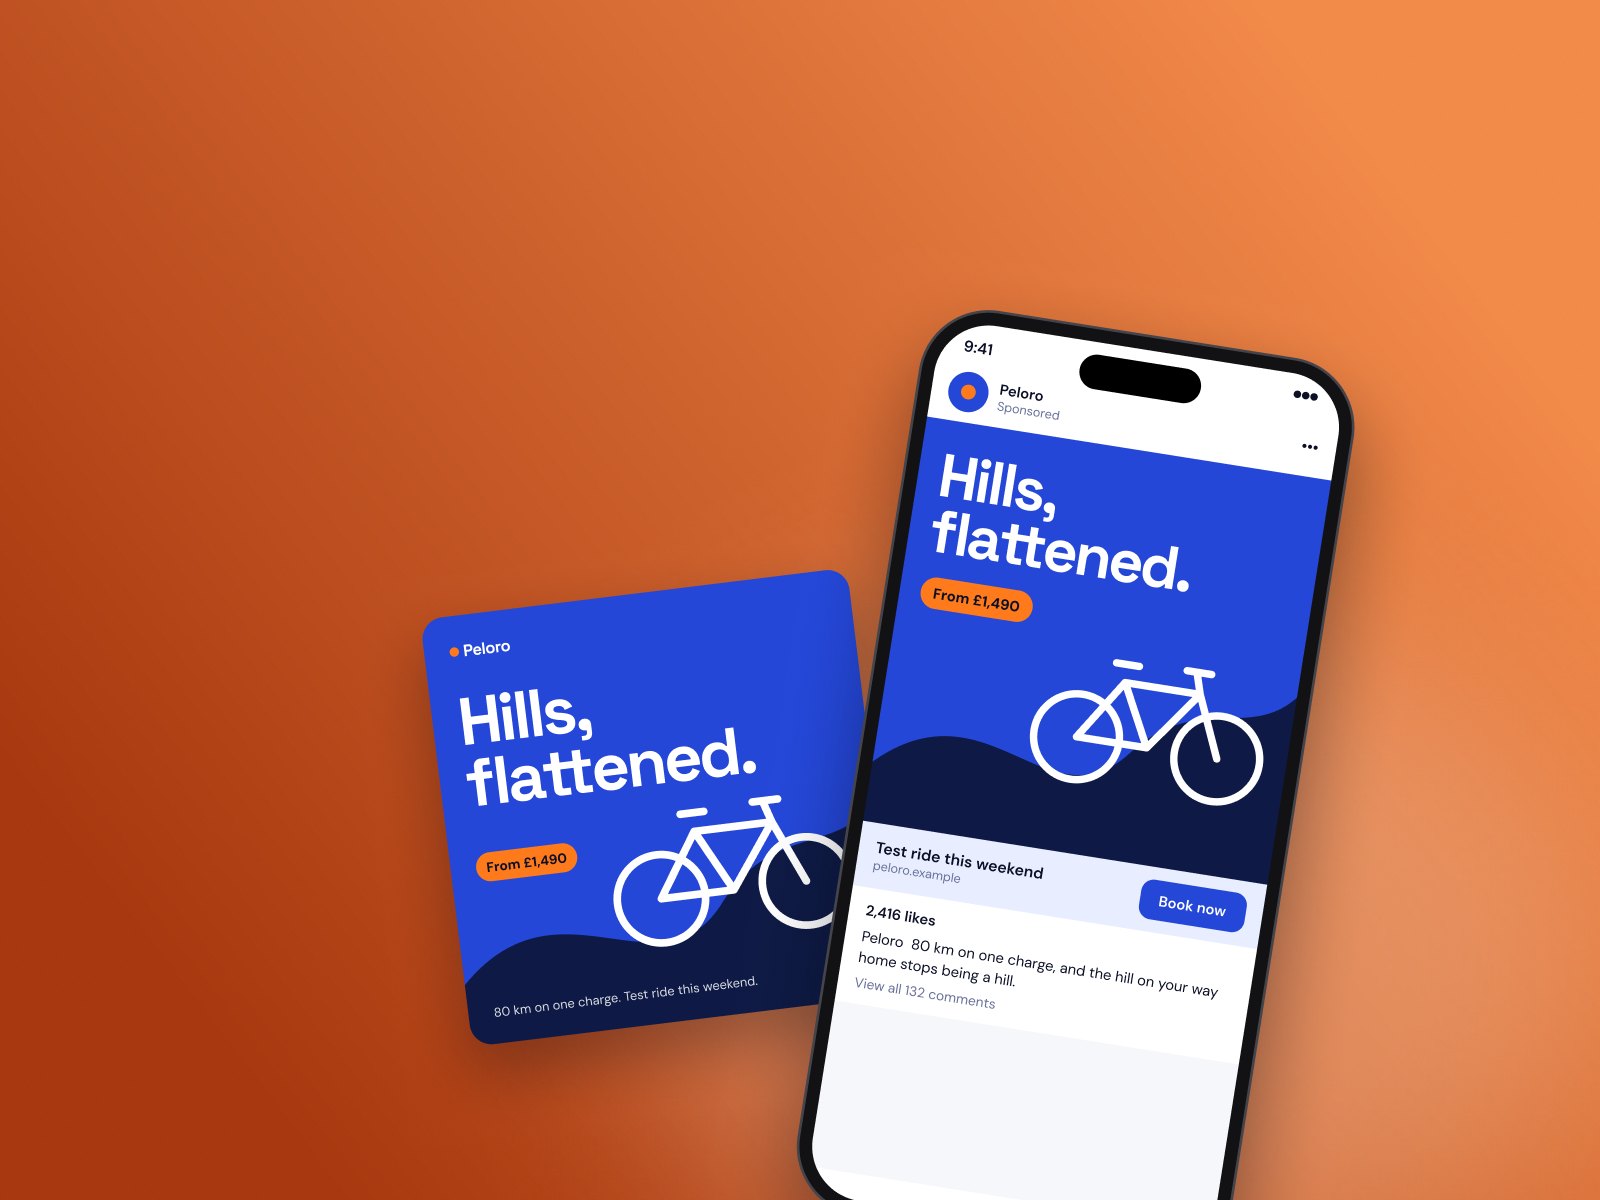 Peloro
Hills,
flattened.
From £1,490
80 km on one charge. Test ride this weekend.
9:41
Peloro
Sponsored
Hills,
flattened.
From £1,490
Test ride this weekend
peloro.example
Book now
2,416 likes
Peloro 80 km on one charge, and the hill on your way
home stops being a hill.
View all 132 comments